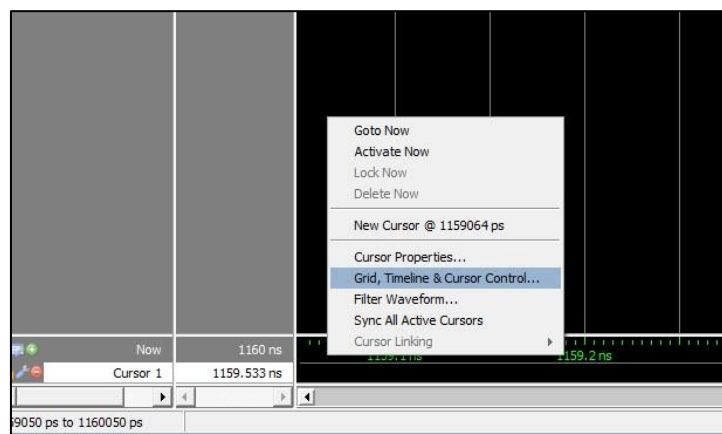 Goto Now
Activate Now
Lock Now
Delete Now
New Cursor @ 1159064 ps
Cursor Properties...
Grid, Timeline & Cursor Control...
Filter Waveform...
Sync All Active Cursors
Cursor Linking
Now 1160 ns
1159.2 ns
Cursor 1 1159.533 ns
9050 ps to 1160050 ps